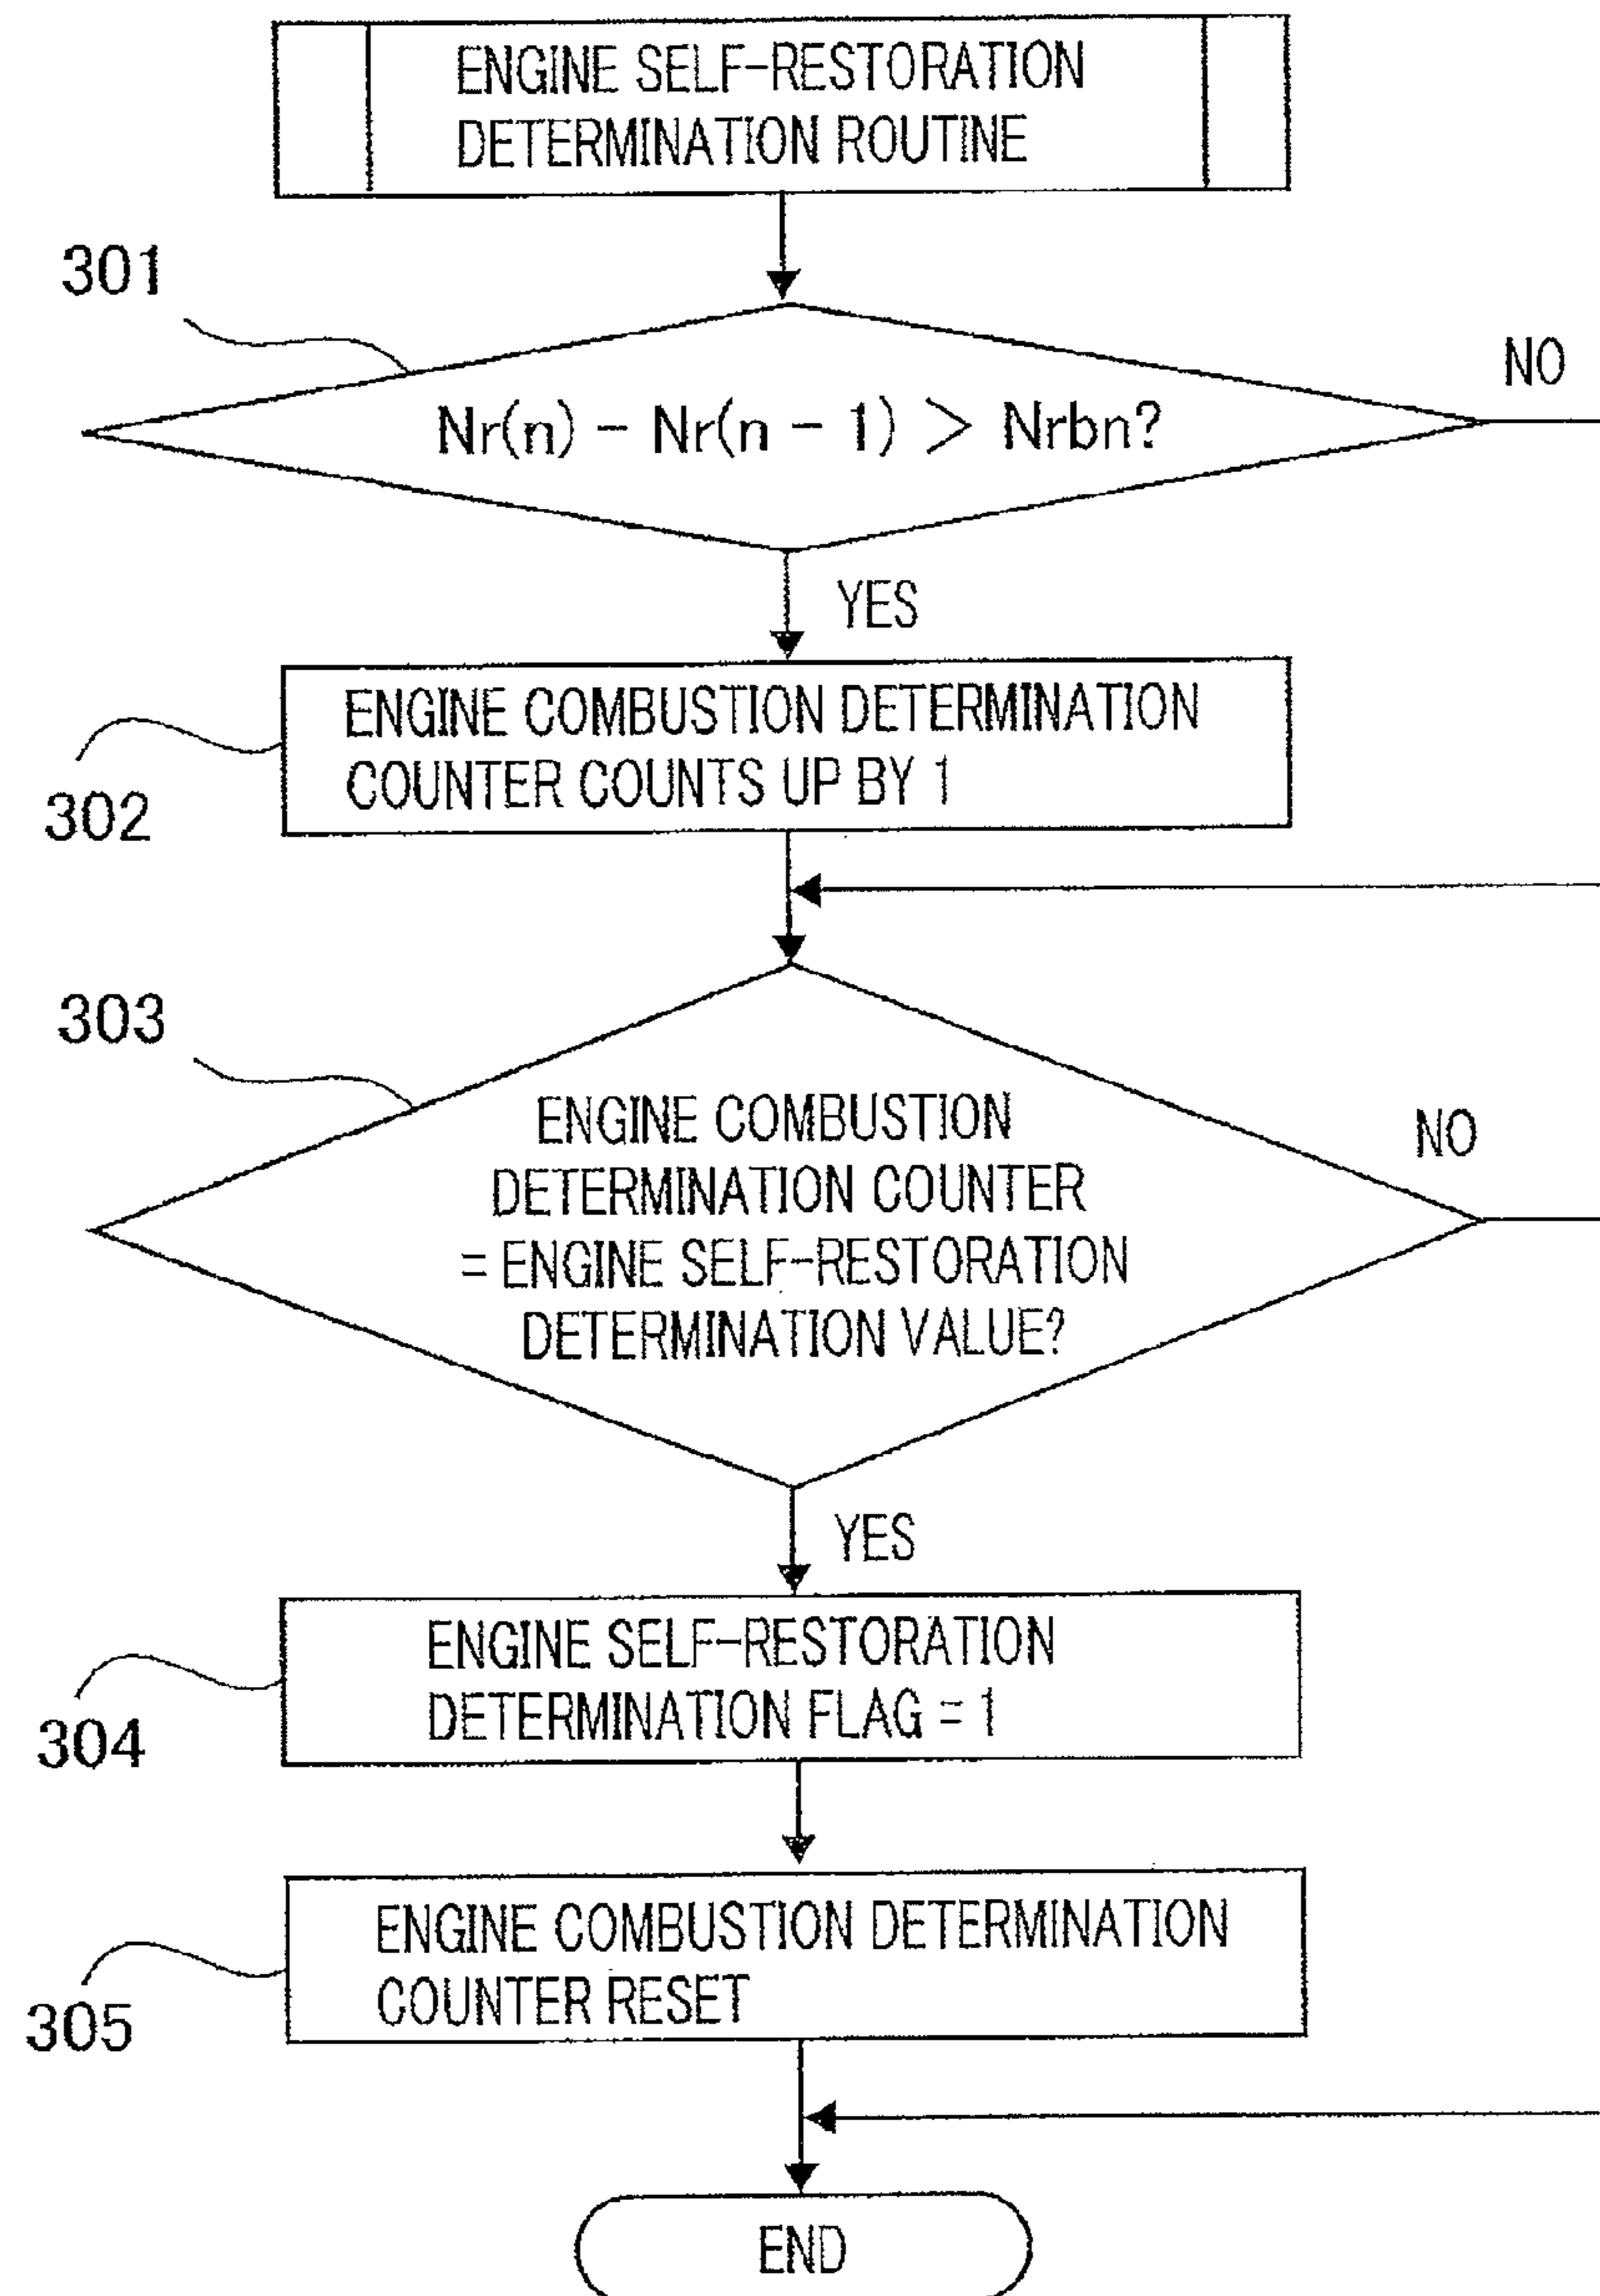 ENGINE SELF-RESTORATION
DETERMINATION ROUTINE
301
NO
Nr(n) - Nr(n - 1) > Nrbn?
YES
ENGINE COMBUSTION DETERMINATION
COUNTER COUNTS UP BY 1
302
303
ENGINE COMBUSTION
DETERMINATION COUNTER
= ENGINE SELF-RESTORATION
DETERMINATION VALUE?
NO
YES
ENGINE SELF-RESTORATION
DETERMINATION FLAG = 1
304
ENGINE COMBUSTION DETERMINATION
COUNTER RESET
305
END